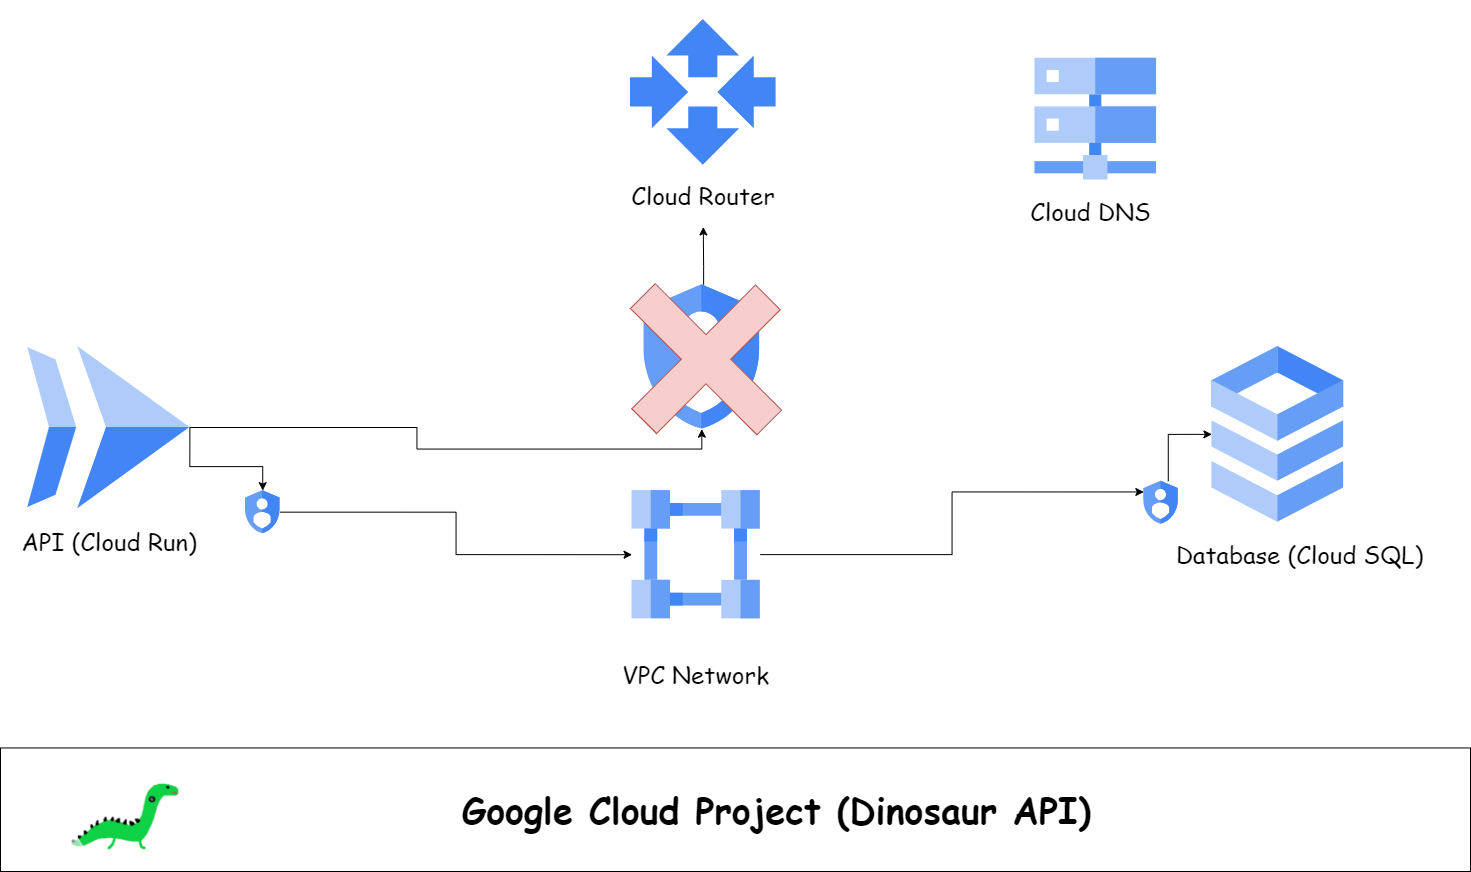 Cloud Router
Cloud DNS
API (Cloud Run)
Database (Cloud SQL)
VPC Network
Google Cloud Project (Dinosaur API)